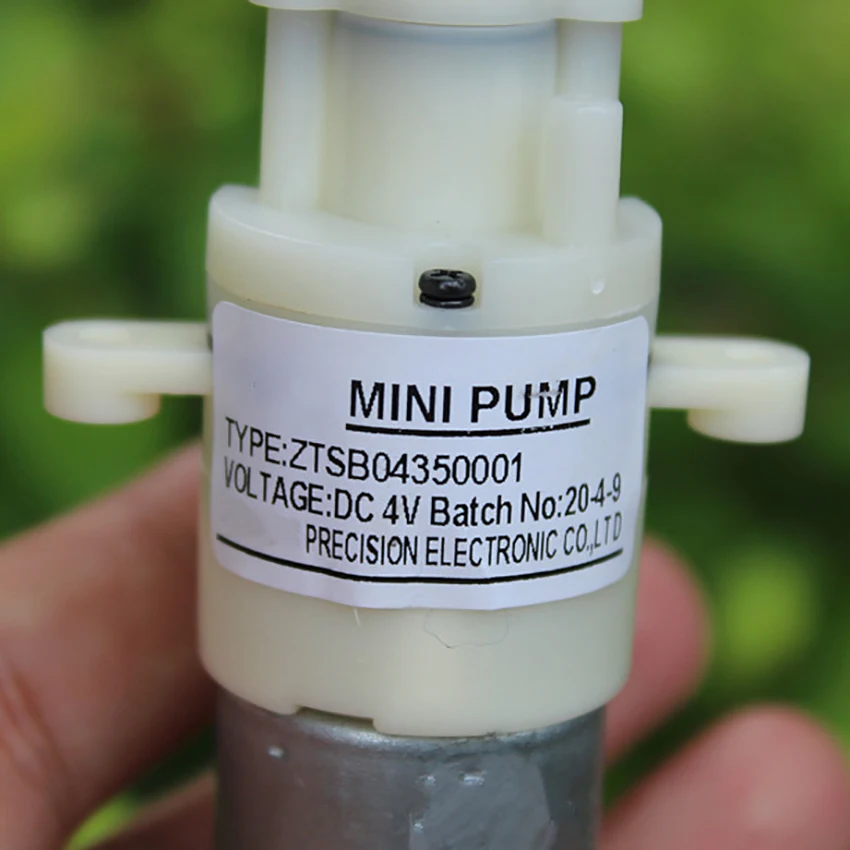 MINI PUMP
TYPE:ZTSB04350001
VOLTAGE:DC 4V Batch No:20-4-9
PRECISION ELECTRONIC CO.,LTD